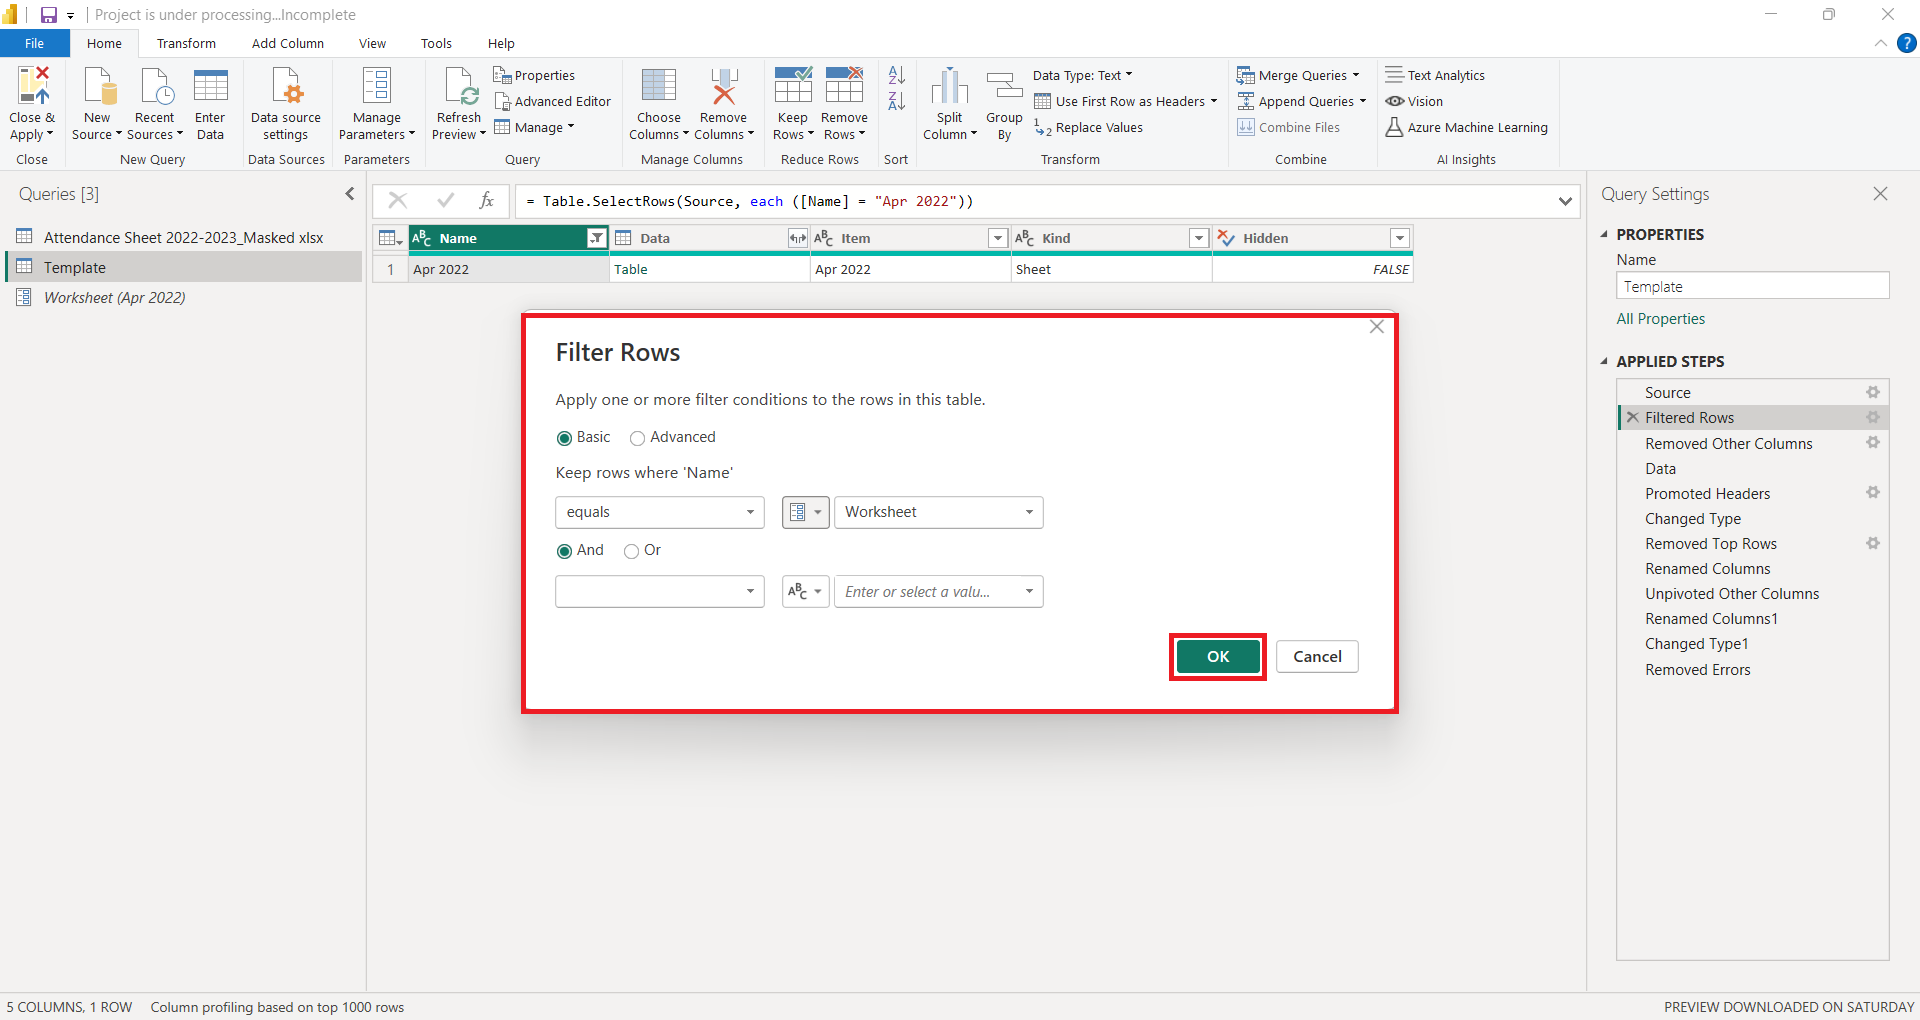 Project is under processing...Incomplete
File Home Transform Add Column View Tools Help ?
Close & Apply
Close
New Source
Recent Sources
Enter Data
New Query
Data source settings
Data Sources
Manage Parameters
Parameters
Refresh Preview
Properties
Advanced Editor
Manage
Query
Choose Columns
Remove Columns
Manage Columns
Keep Rows
Remove Rows
Reduce Rows
A
Z
Z
A
Sort
Split Column
Group By
Data Type: Text
Use First Row as Headers
1
2 Replace Values
Transform
Merge Queries
Append Queries
Combine Files
Combine
Text Analytics
Vision
Azure Machine Learning
AI Insights
Queries [3]
Attendance Sheet 2022-2023_Masked xlsx
Template
Worksheet (Apr 2022)
fx = Table.SelectRows(Source, each ([Name] = "Apr 2022"))
ABC Name Data ABC Item ABC Kind Hidden
1 Apr 2022 Table Apr 2022 Sheet FALSE
Filter Rows
Apply one or more filter conditions to the rows in this table.
Basic Advanced
Keep rows where 'Name'
equals Worksheet
And Or
ABC Enter or select a valu...
OK Cancel
Query Settings
PROPERTIES
Name
Template
All Properties
APPLIED STEPS
Source
Filtered Rows
Removed Other Columns
Data
Promoted Headers
Changed Type
Removed Top Rows
Renamed Columns
Unpivoted Other Columns
Renamed Columns1
Changed Type1
Removed Errors
5 COLUMNS, 1 ROW Column profiling based on top 1000 rows
PREVIEW DOWNLOADED ON SATURDAY